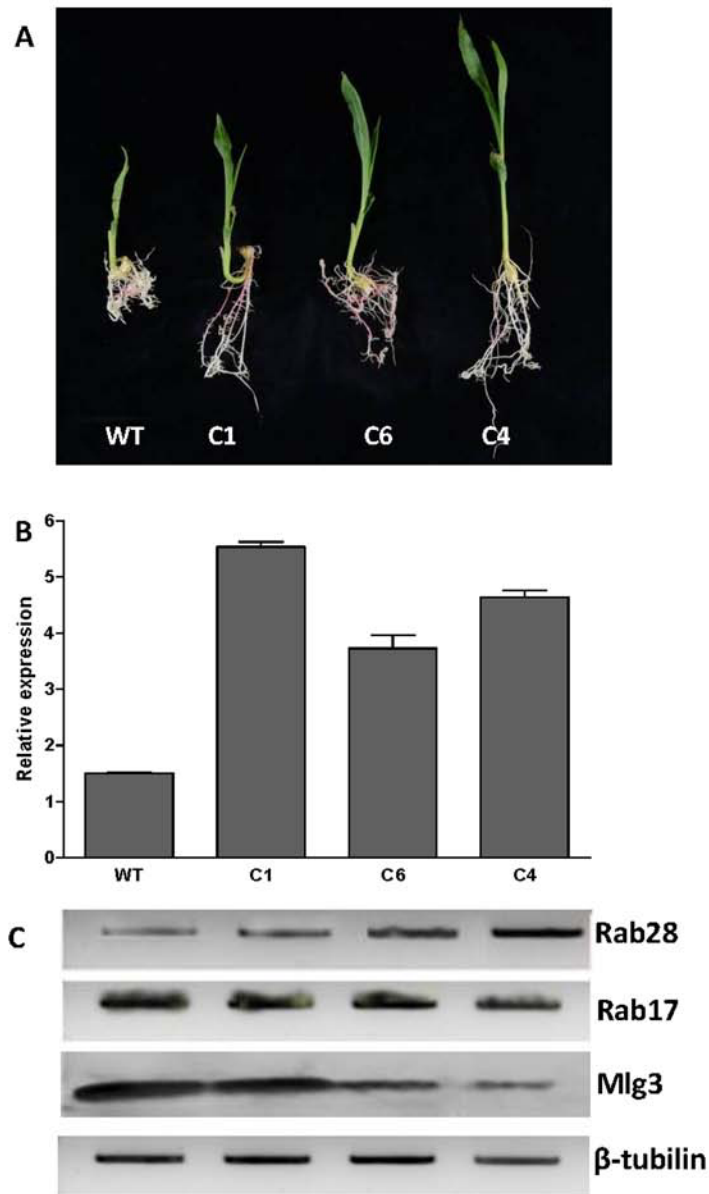 A
WT C1 C6 C4
B
Relative expression
6
5
4
3
2
1
0
WT C1 C6 C4
C
Rab28
Rab17
Mlg3
β-tubilin